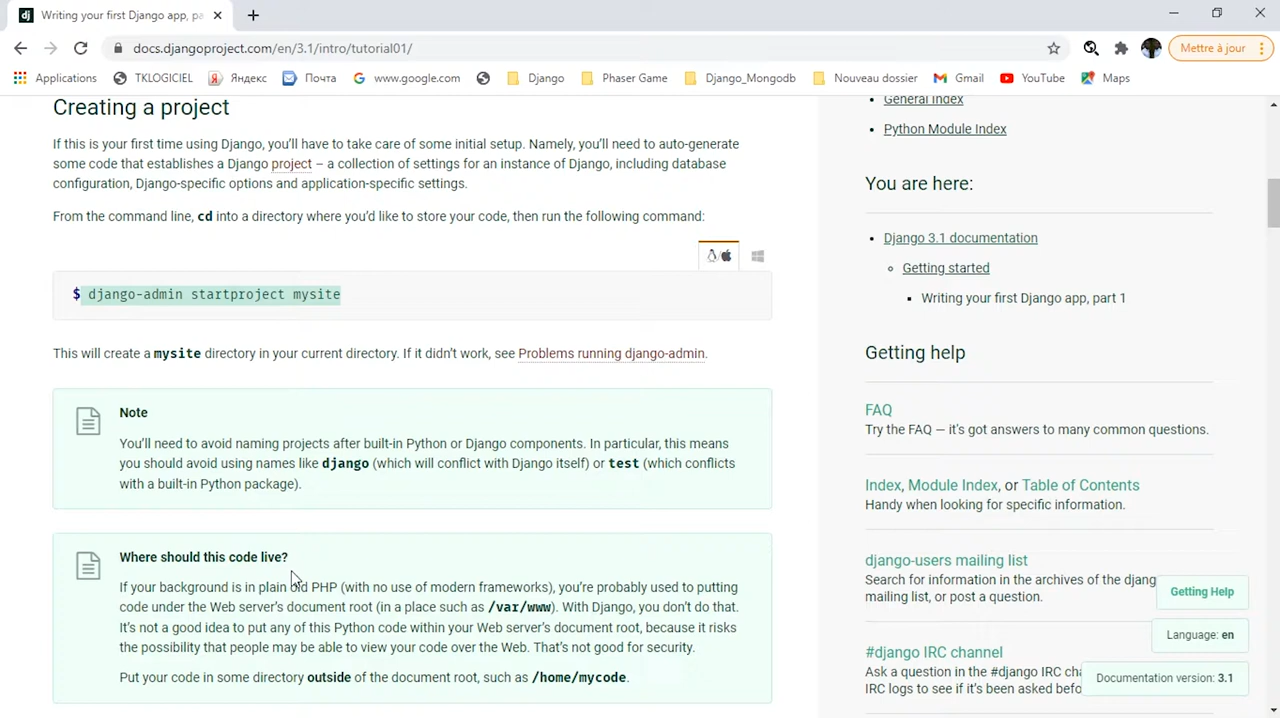 Writing your first Django app, pa
docs.djangoproject.com/en/3.1/intro/tutorial01/
Mettre à jour
Applications TKLOGICIEL Яндекс Почта www.google.com Django Phaser Game Django_Mongodb Nouveau dossier Gmail YouTube Maps
Creating a project
If this is your first time using Django, you’ll have to take care of some initial setup. Namely, you’ll need to auto-generate
some code that establishes a Django project – a collection of settings for an instance of Django, including database
configuration, Django-specific options and application-specific settings.
From the command line, cd into a directory where you’d like to store your code, then run the following command:
$ django-admin startproject mysite
This will create a mysite directory in your current directory. If it didn’t work, see Problems running django-admin.
Note
You’ll need to avoid naming projects after built-in Python or Django components. In particular, this means
you should avoid using names like django (which will conflict with Django itself) or test (which conflicts
with a built-in Python package).
Where should this code live?
If your background is in plain old PHP (with no use of modern frameworks), you’re probably used to putting
code under the Web server’s document root (in a place such as /var/www). With Django, you don’t do that.
It’s not a good idea to put any of this Python code within your Web server’s document root, because it risks
the possibility that people may be able to view your code over the Web. That’s not good for security.
Put your code in some directory outside of the document root, such as /home/mycode.
General Index
Python Module Index
You are here:
Django 3.1 documentation
Getting started
Writing your first Django app, part 1
Getting help
FAQ
Try the FAQ — it’s got answers to many common questions.
Index, Module Index, or Table of Contents
Handy when looking for specific information.
django-users mailing list
Search for information in the archives of the djang
mailing list, or post a question.
#django IRC channel
Ask a question in the #django IRC cha
IRC logs to see if it’s been asked befo
Getting Help
Language: en
Documentation version: 3.1